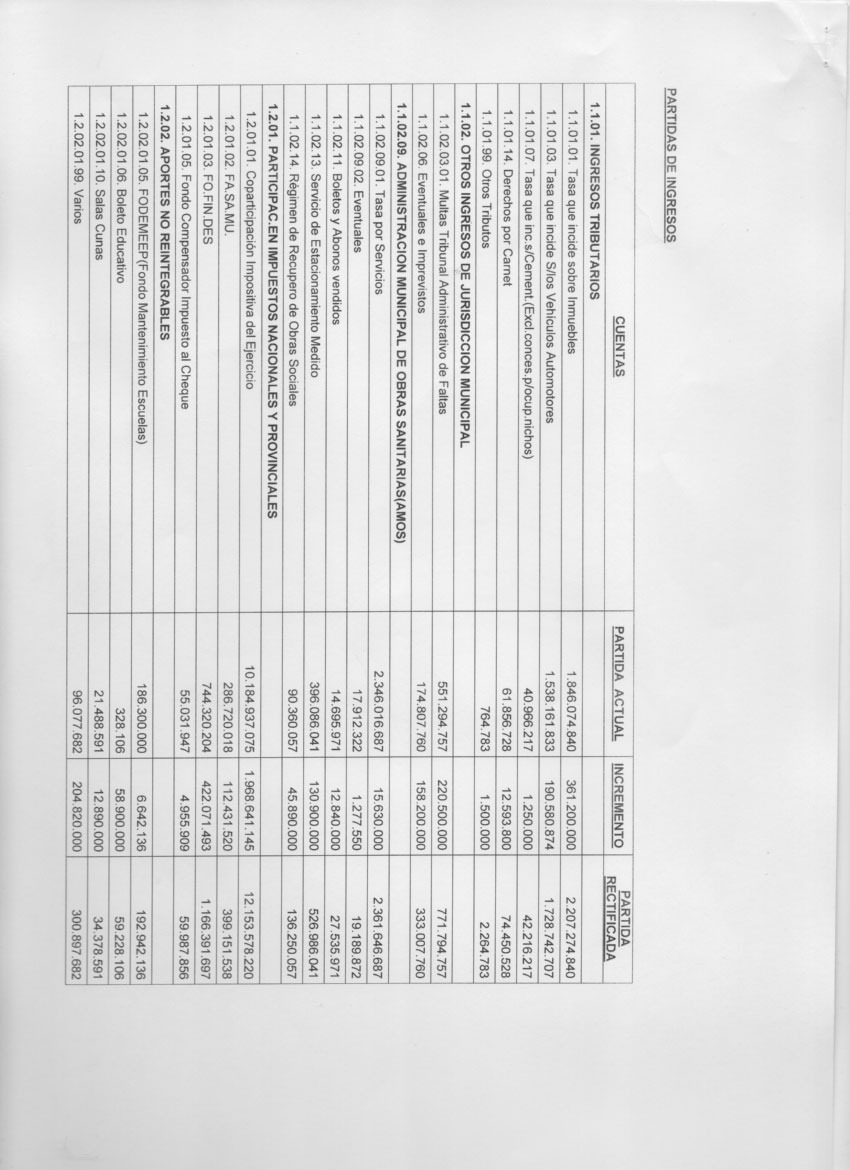 PARTIDAS DE INGRESOS
CUENTAS PARTIDA ACTUAL INCREMENTO PARTIDA RECTIFICADA
1.1.01. INGRESOS TRIBUTARIOS
1.1.01.01. Tasa que incide sobre Inmuebles 1.846.074.840 361.200.000 2.207.274.840
1.1.01.03. Tasa que incide S/los Vehiculos Automotores 1.538.161.833 190.580.874 1.728.742.707
1.1.01.07. Tasa que inc.s/Cement.(Excl.conces.p/ocup.nichos) 40.966.217 1.250.000 42.216.217
1.1.01.14. Derechos por Carnet 61.856.728 12.593.800 74.450.528
1.1.01.99. Otros Tributos 764.783 1.500.000 2.264.783
1.1.02. OTROS INGRESOS DE JURISDICCION MUNICIPAL
1.1.02.03.01. Multas Tribunal Administrativo de Faltas 551.294.757 220.500.000 771.794.757
1.1.02.06. Eventuales e Imprevistos 174.807.760 158.200.000 333.007.760
1.1.02.09. ADMINISTRACION MUNICIPAL DE OBRAS SANITARIAS(AMOS)
1.1.02.09.01. Tasa por Servicios 2.346.016.687 15.630.000 2.361.646.687
1.1.02.09.02. Eventuales 17.912.322 1.277.550 19.189.872
1.1.02.11. Boletos y Abonos vendidos 14.695.971 12.840.000 27.535.971
1.1.02.13. Servicio de Estacionamiento Medido 396.086.041 130.900.000 526.986.041
1.1.02.14. Régimen de Recupero de Obras Sociales 90.360.057 45.890.000 136.250.057
1.2.01. PARTICIPAC.EN IMPUESTOS NACIONALES Y PROVINCIALES
1.2.01.01. Coparticipación Impositiva del Ejercicio 10.184.937.075 1.968.641.145 12.153.578.220
1.2.01.02. FA.SA.MU. 286.720.018 112.431.520 399.151.538
1.2.01.03. FO.FIN.DES 744.320.204 422.071.493 1.166.391.697
1.2.01.05. Fondo Compensador Impuesto al Cheque 55.031.947 4.955.909 59.987.856
1.2.02. APORTES NO REINTEGRABLES
1.2.02.01.05. FODEMEEP(Fondo Mantenimiento Escuelas) 186.300.000 6.642.136 192.942.136
1.2.02.01.06. Boleto Educativo 328.106 58.900.000 59.228.106
1.2.02.01.10. Salas Cunas 21.488.591 12.890.000 34.378.591
1.2.02.01.99. Varios 96.077.682 204.820.000 300.897.682